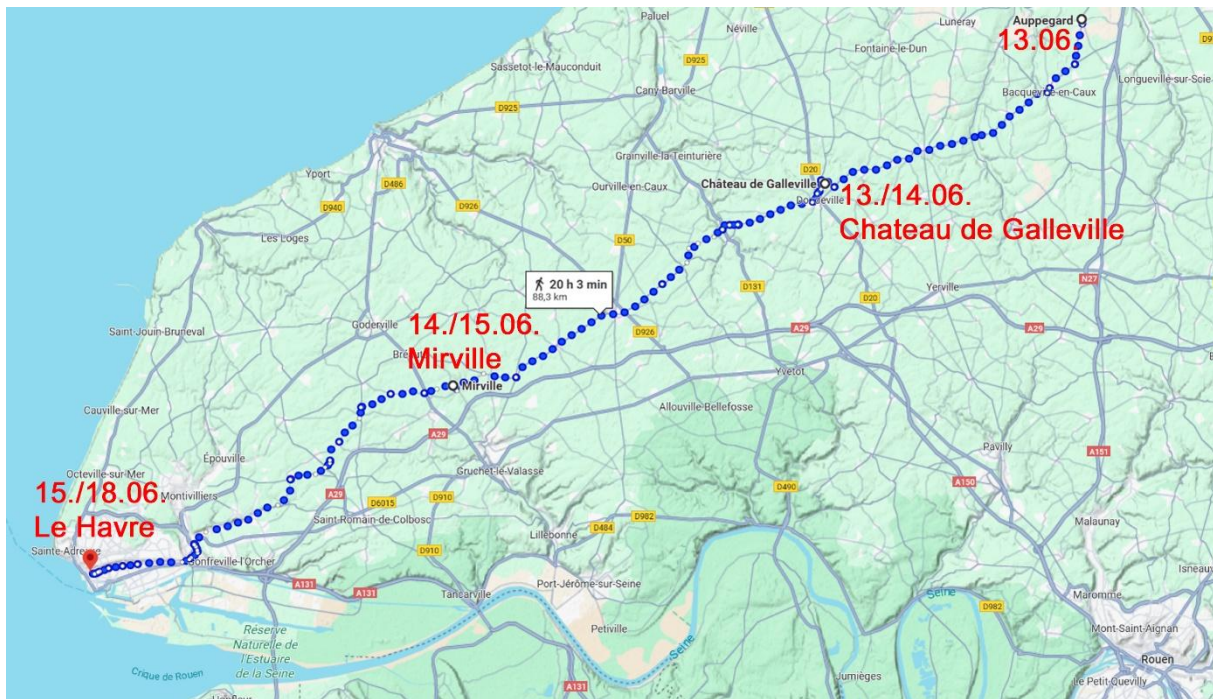 Paluel
Néville
Luneray
Auppegard
13.06
Fontaine-le-Dun
D925
Sassetot-le-Mauconduit
Cany-Barville
Longueville-sur-Scie
Bacqueville-en-Caux
D925
Grainville-la-Teinturière
D20
Yport
D486
Ourville-en-Caux
Château de Galleville
Doudeville
13./14.06.
Chateau de Galleville
D940
D926
Les Loges
D50
20 h 3 min
88,3 km
D131
D20
Yerville
N27
14./15.06.
Mirville
Saint-Jouin-Bruneval
Goderville
D926
A29
A29
Mirville
Yvetot
Cauville-sur-Mer
Allouville-Bellefosse
A29
Pavilly
A151
Épouville
Octeville-sur-Mer
Gruchet-le-Valasse
15./18.06.
Le Havre
Montivilliers
A29
D6015
D910
D490
A150
Saint-Romain-de-Colbosc
D982
D484
Lillebonne
Malaunay
Sainte-Adresse
Gonfreville-l'Orcher
D910
A131
A131
Tancarville
Port-Jérôme-sur-Seine
Isneaux
Seine
Maromme
D982
Réserve
Naturelle de
l'Estuaire
de la Seine
Petiville
Seine
Mont-Saint-Aignan
Rouen
Crique de Rouen
A131
Jumièges
Le Petit-Quevilly